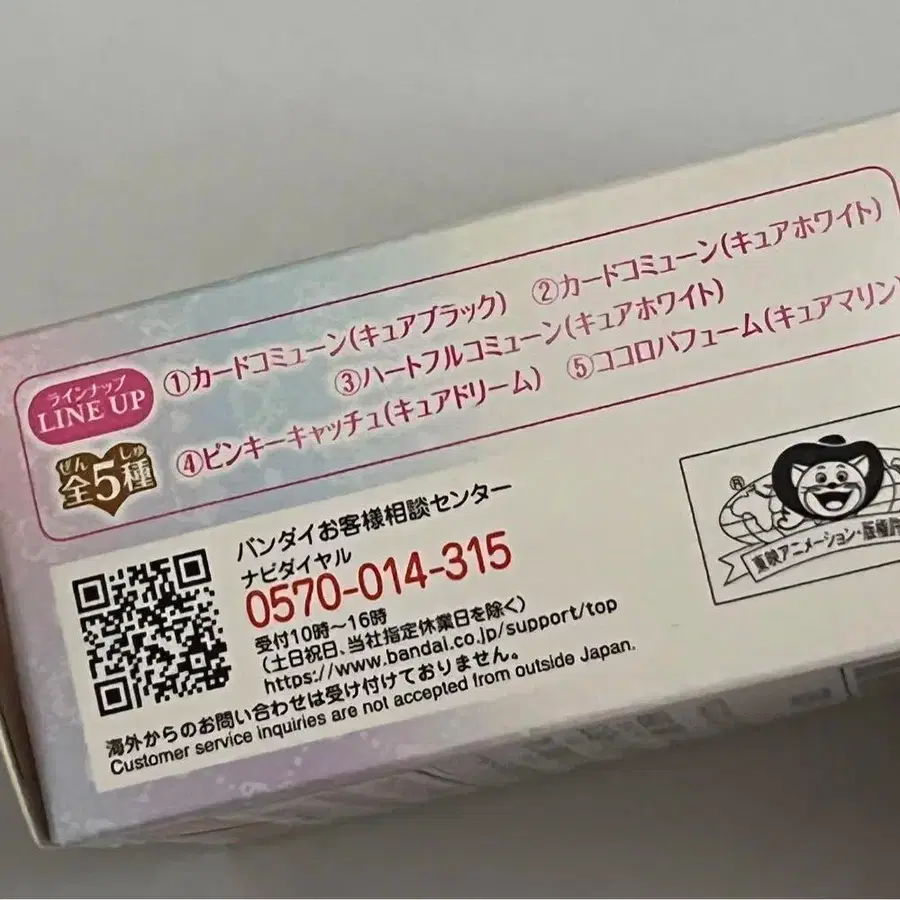 ラインナップ
LINE UP
①カードコミューン(キュアブラック) ②カードコミューン(キュアホワイト)
③ハートフルコミューン(キュアホワイト)
④ピンキーキャッチュ(キュアドリーム) ⑤ココロパフューム(キュアマリン)
ぜん しゅ
全5種
バンダイお客様相談センター
ナビダイヤル
0570-014-315
受付10時～16時
(土日祝日、当社指定休業日を除く)
https://www.bandai.co.jp/support/top
海外からのお問い合わせは受け付けておりません。
Customer service inquiries are not accepted from outside Japan.
®
東映アニメーション・版権許